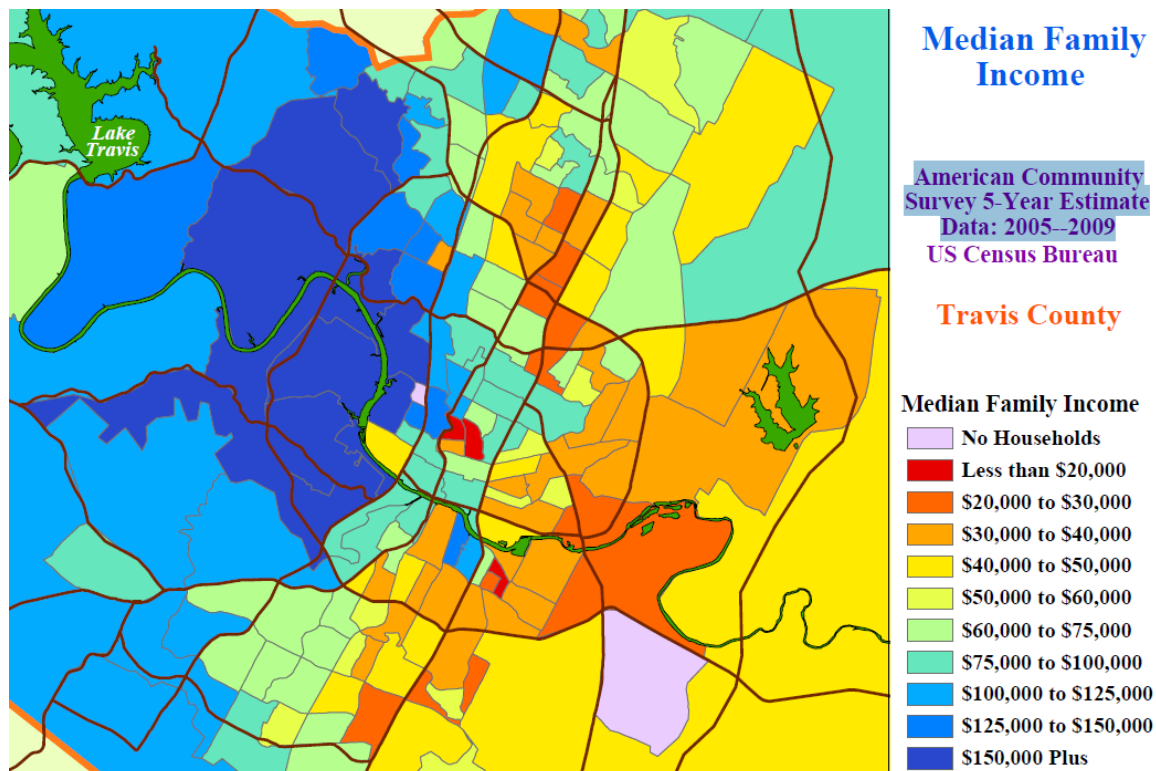 Lake
Travis
Median Family
Income
American Community
Survey 5-Year Estimate
Data: 2005--2009
US Census Bureau
Travis County
Median Family Income
No Households
Less than $20,000
$20,000 to $30,000
$30,000 to $40,000
$40,000 to $50,000
$50,000 to $60,000
$60,000 to $75,000
$75,000 to $100,000
$100,000 to $125,000
$125,000 to $150,000
$150,000 Plus